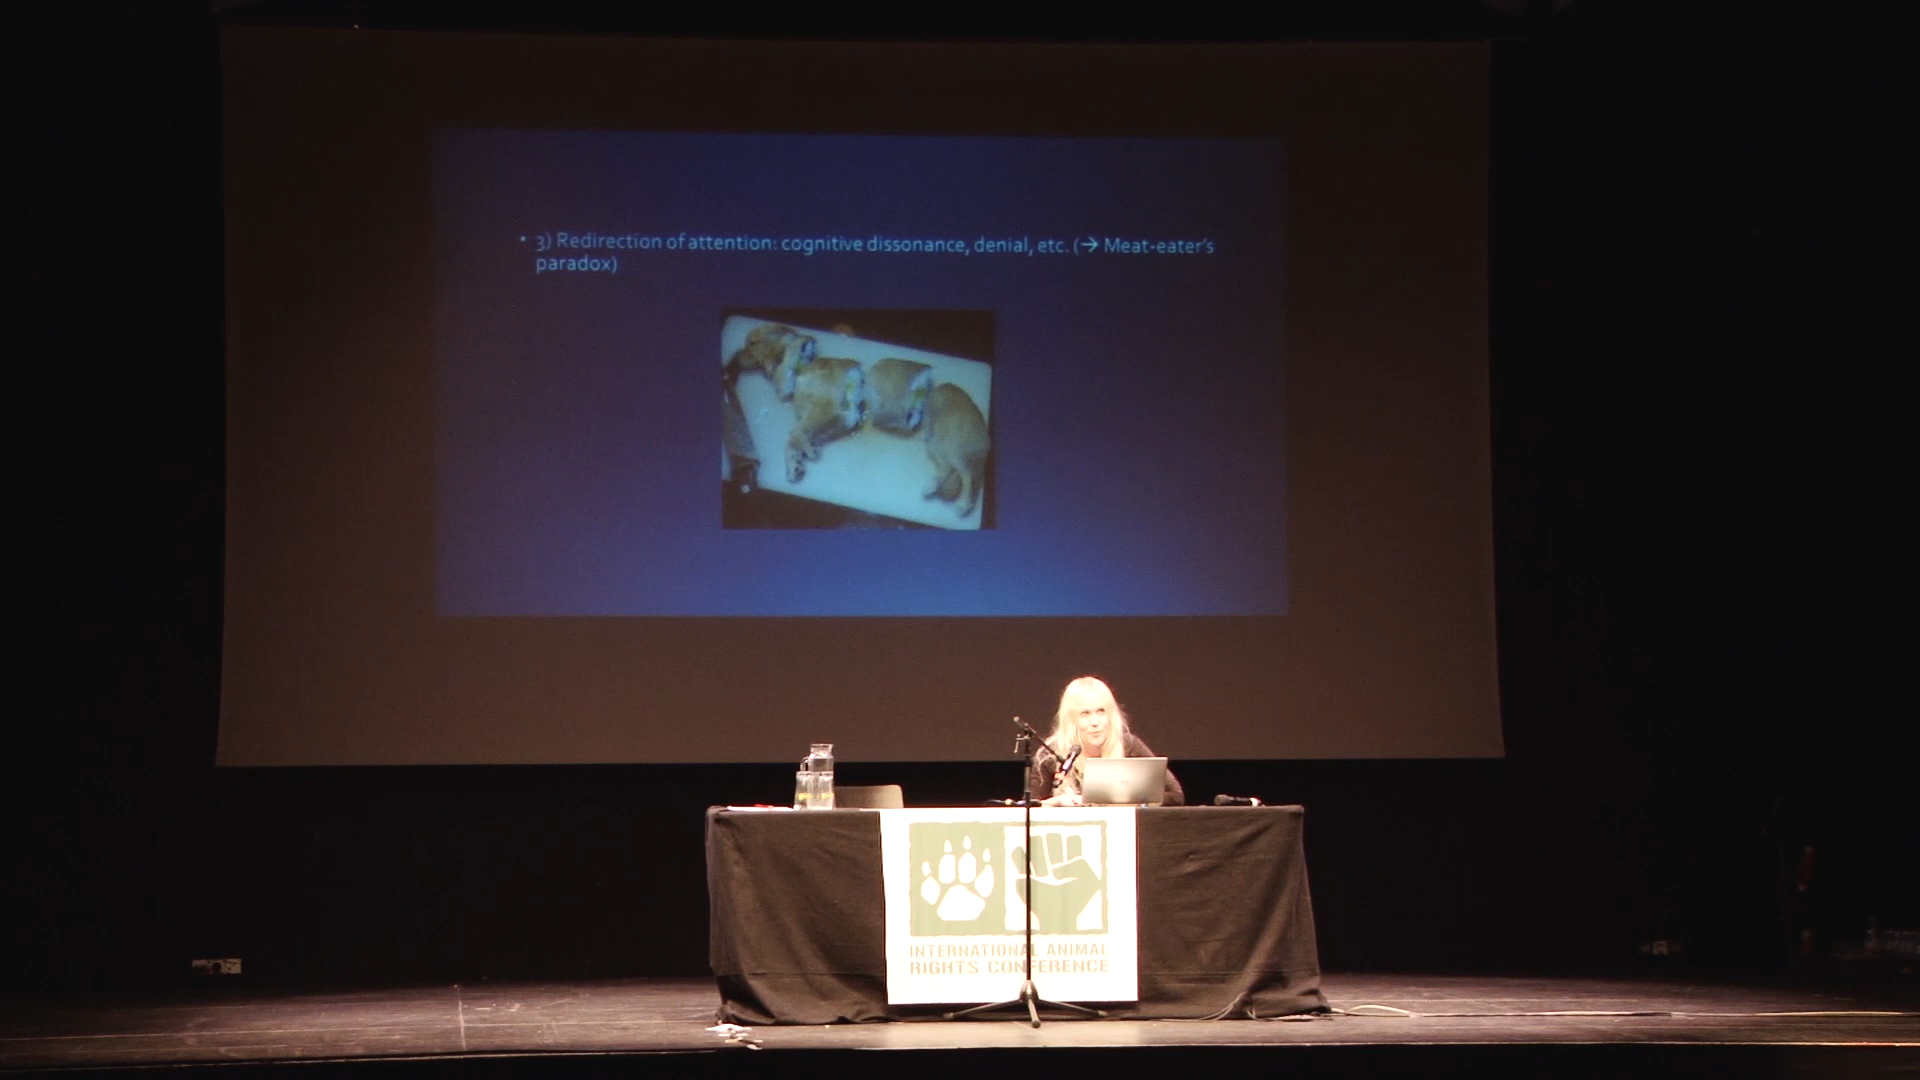 • 3) Redirection of attention: cognitive dissonance, denial, etc. (→ Meat-eater's
paradox)
INTERNATIONAL ANIMAL
RIGHTS CONFERENCE